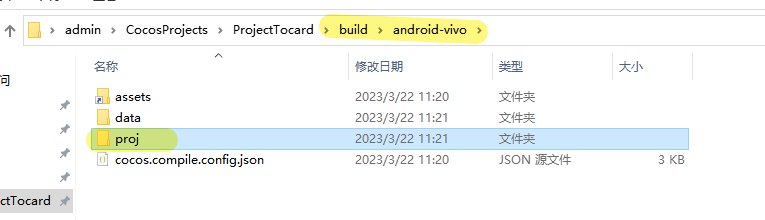 admin CocosProjects ProjectTocard build android-vivo
名称 修改日期 类型 大小
问
assets 2023/3/22 11:20 文件夹
data 2023/3/22 11:21 文件夹
proj 2023/3/22 11:21 文件夹
cocos.compile.config.json 2023/3/22 11:20 JSON 源文件 3 KB
ctTocard